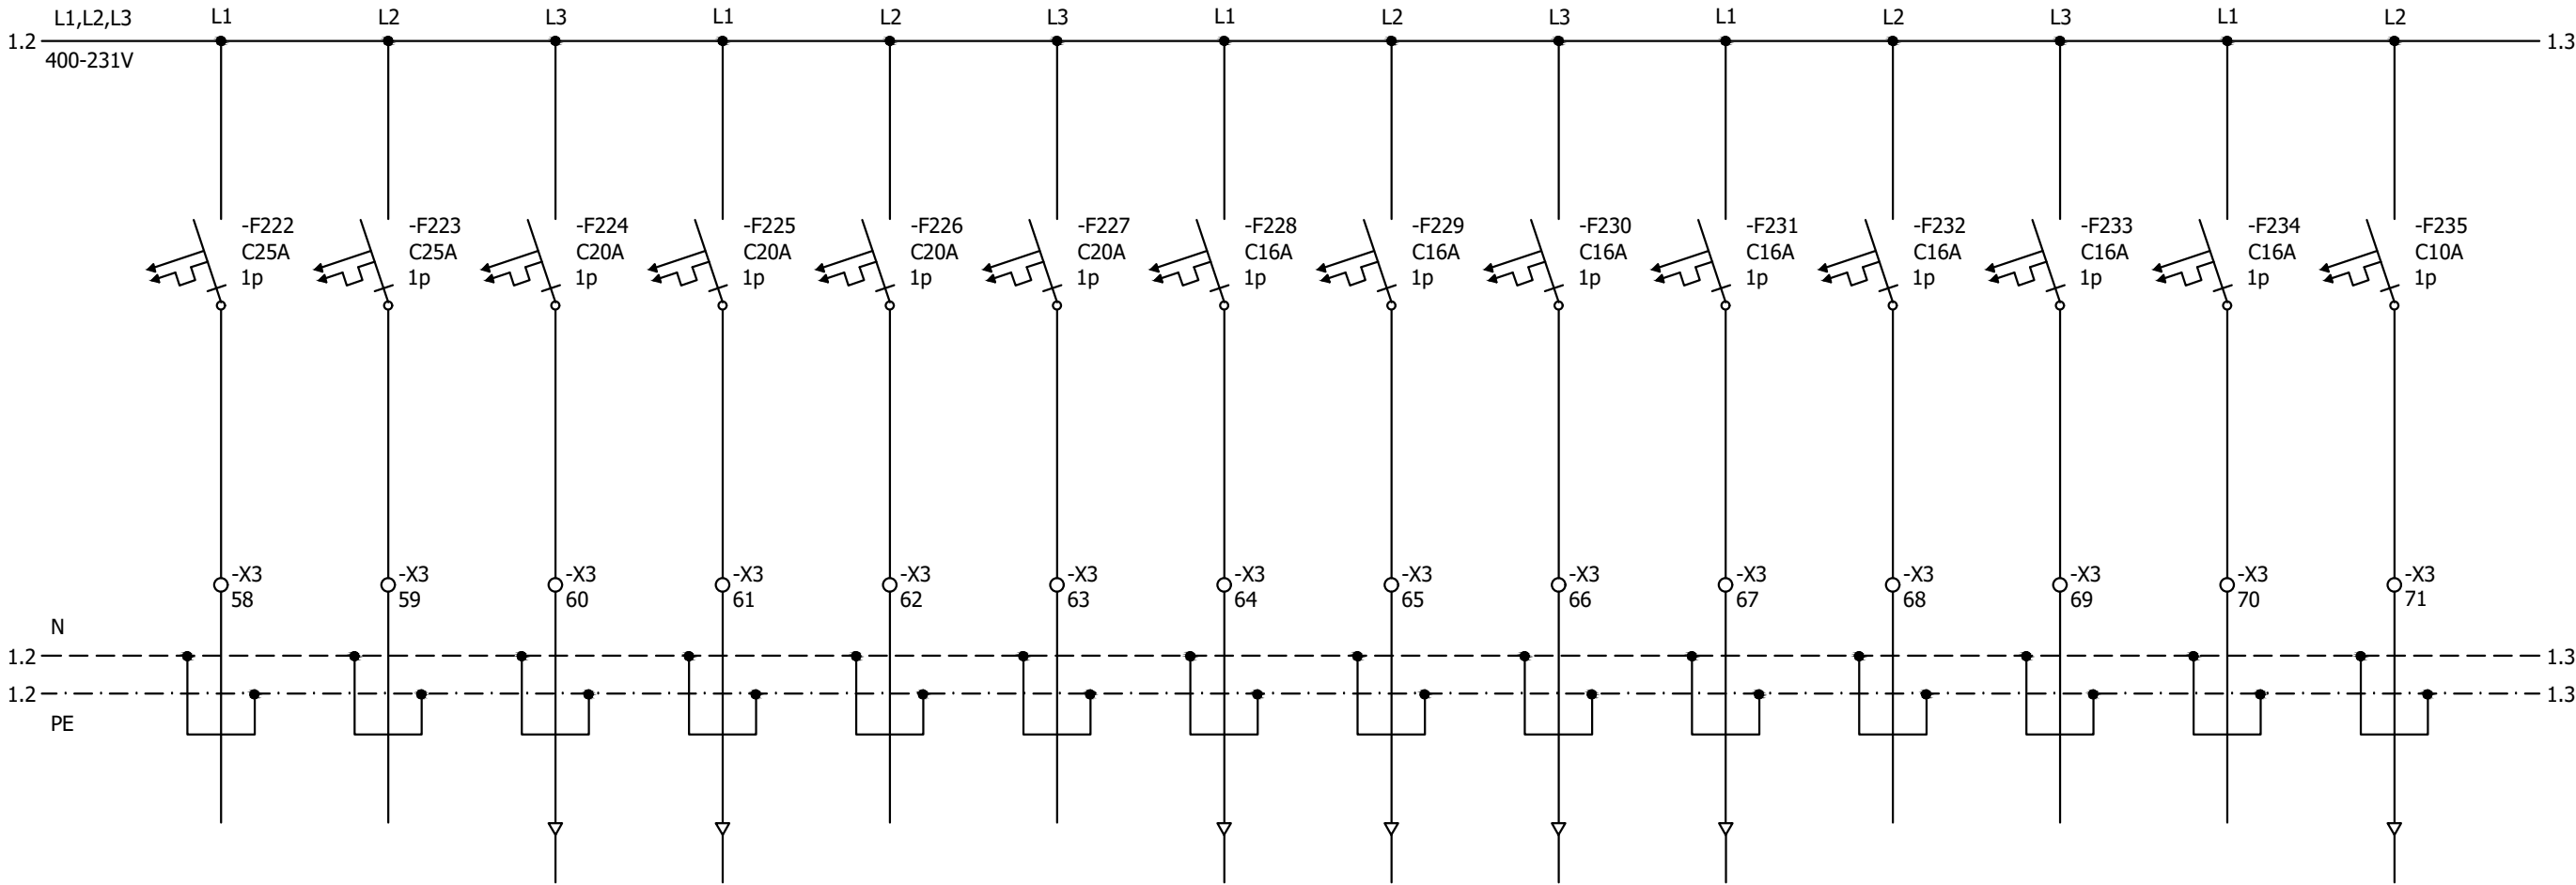 L1,L2,L3 L1 L2 L3 L1 L2 L3 L1 L2 L3 L1 L2 L3 L1 L2
1.2 1.3
400-231V
-F222 -F223 -F224 -F225 -F226 -F227 -F228 -F229 -F230 -F231 -F232 -F233 -F234 -F235
C25A C25A C20A C20A C20A C20A C16A C16A C16A C16A C16A C16A C16A C10A
1p 1p 1p 1p 1p 1p 1p 1p 1p 1p 1p 1p 1p 1p
-X3 -X3 -X3 -X3 -X3 -X3 -X3 -X3 -X3 -X3 -X3 -X3 -X3 -X3
58 59 60 61 62 63 64 65 66 67 68 69 70 71
N
1.2 1.3
1.2 1.3
PE